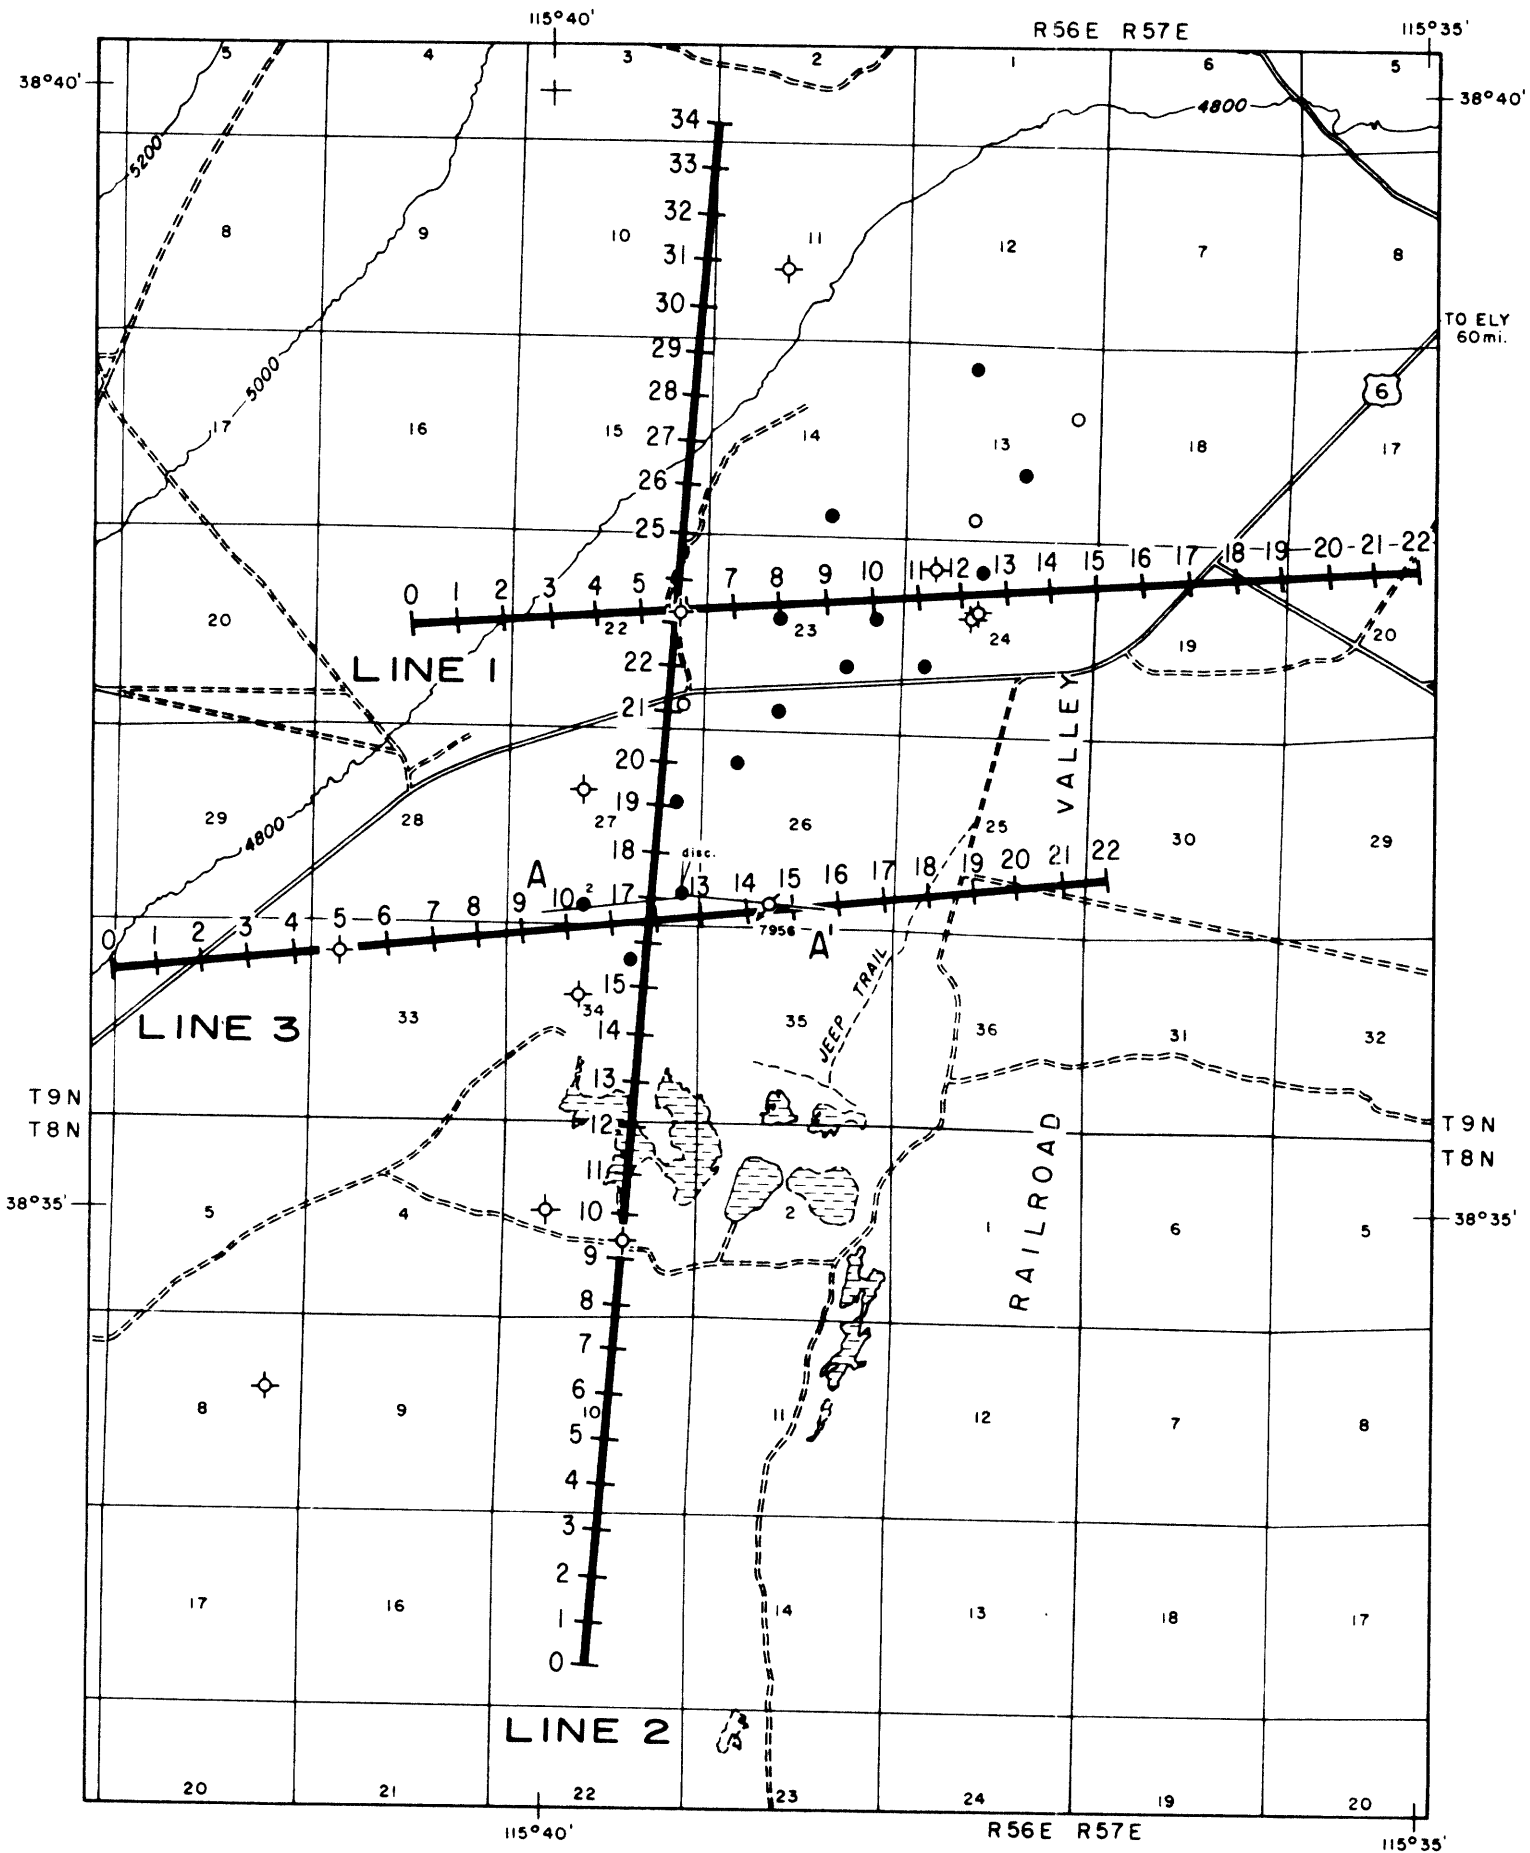 115°40' R56E R57E 115°35'
5 4 3 2 1 6 5
38°40' 38°40'
4800
34
5200
33
32
8 9 10 11 12 7 8
31
30
TO ELY
60mi.
29
5000
28
6
17 16 15 27 14 13 18 17
26
25
0 1 2 3 4 5 7 8 9 10 11 12 13 14 15 16 17 18 19 20 21 22
20 22 23 24 19 20
LINE 1
22
21
VALLEY
20
19
29 28 27 26 25 30 29
4800
18 disc.
A
0 1 2 3 4 5 6 7 8 9 10 2 17 13 14 15 16 17 18 19 20 21 22
7956
A'
JEEP TRAIL
15
34
LINE 3
33 14 35 36 31 32
13
T9N T9N
T8N T8N
12
11
RAILROAD
38°35' 38°35'
10
5 4 2 1 6 5
9
8
7
6
8 9 10 11 12 7 8
5
4
3
2
17 16 14 13 18 17
1
0
LINE 2
20 21 22 23 24 19 20
115°40' R56E R57E 115°35'